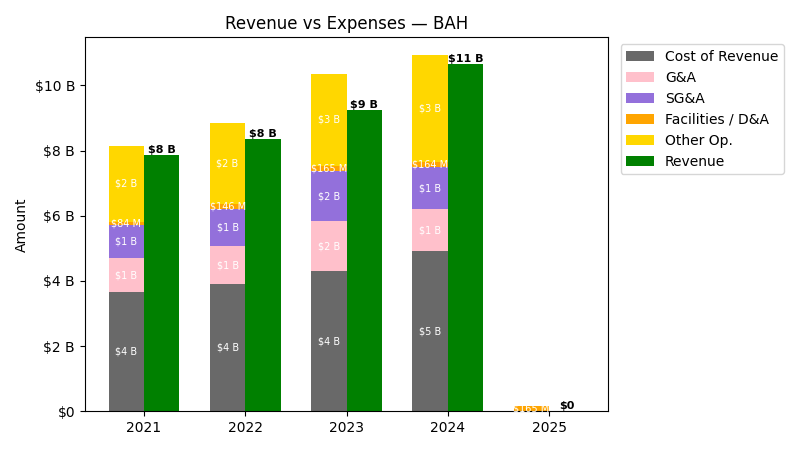 Revenue vs Expenses — BAH
Amount
$10 B
$8 B
$6 B
$4 B
$2 B
$0
$2 B
$84 M
$1 B
$1 B
$4 B
$8 B
$2 B
$146 M
$1 B
$1 B
$4 B
$8 B
$3 B
$165 M
$2 B
$2 B
$4 B
$9 B
$3 B
$164 M
$1 B
$1 B
$5 B
$11 B
$165 M
$0
2021 2022 2023 2024 2025
Cost of Revenue
G&A
SG&A
Facilities / D&A
Other Op.
Revenue